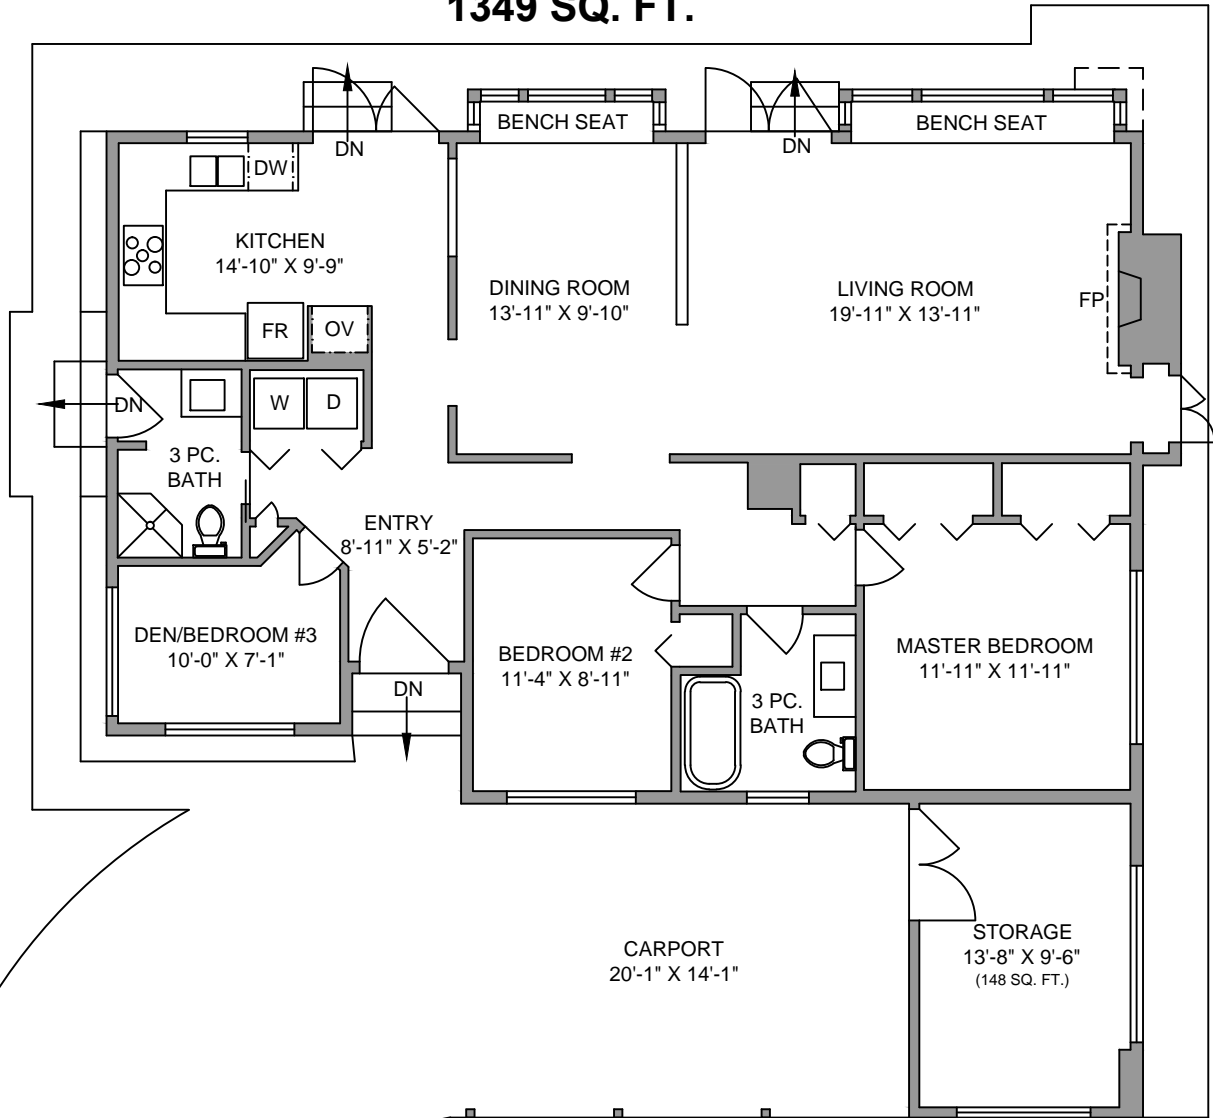 1349 SQ. FT.
BENCH SEAT
BENCH SEAT
DN
DN
DW
KITCHEN
14'-10" X 9'-9"
DINING ROOM
13'-11" X 9'-10"
LIVING ROOM
19'-11" X 13'-11"
FP
FR
OV
W
D
DN
3 PC.
BATH
ENTRY
8'-11" X 5'-2"
DEN/BEDROOM #3
10'-0" X 7'-1"
BEDROOM #2
11'-4" X 8'-11"
MASTER BEDROOM
11'-11" X 11'-11"
DN
3 PC.
BATH
CARPORT
20'-1" X 14'-1"
STORAGE
13'-8" X 9'-6"
(148 SQ. FT.)